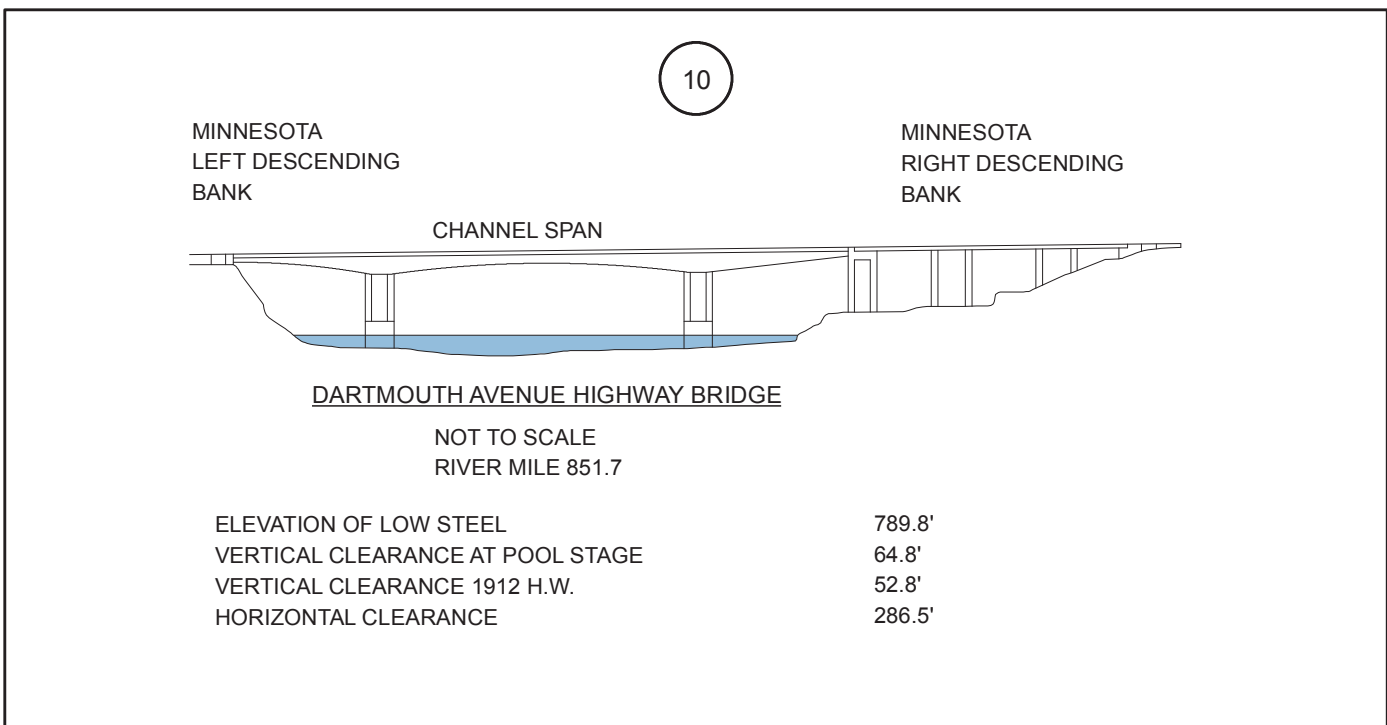 10
MINNESOTA
LEFT DESCENDING
BANK
MINNESOTA
RIGHT DESCENDING
BANK
CHANNEL SPAN
DARTMOUTH AVENUE HIGHWAY BRIDGE
NOT TO SCALE
RIVER MILE 851.7
ELEVATION OF LOW STEEL 789.8'
VERTICAL CLEARANCE AT POOL STAGE 64.8'
VERTICAL CLEARANCE 1912 H.W. 52.8'
HORIZONTAL CLEARANCE 286.5'